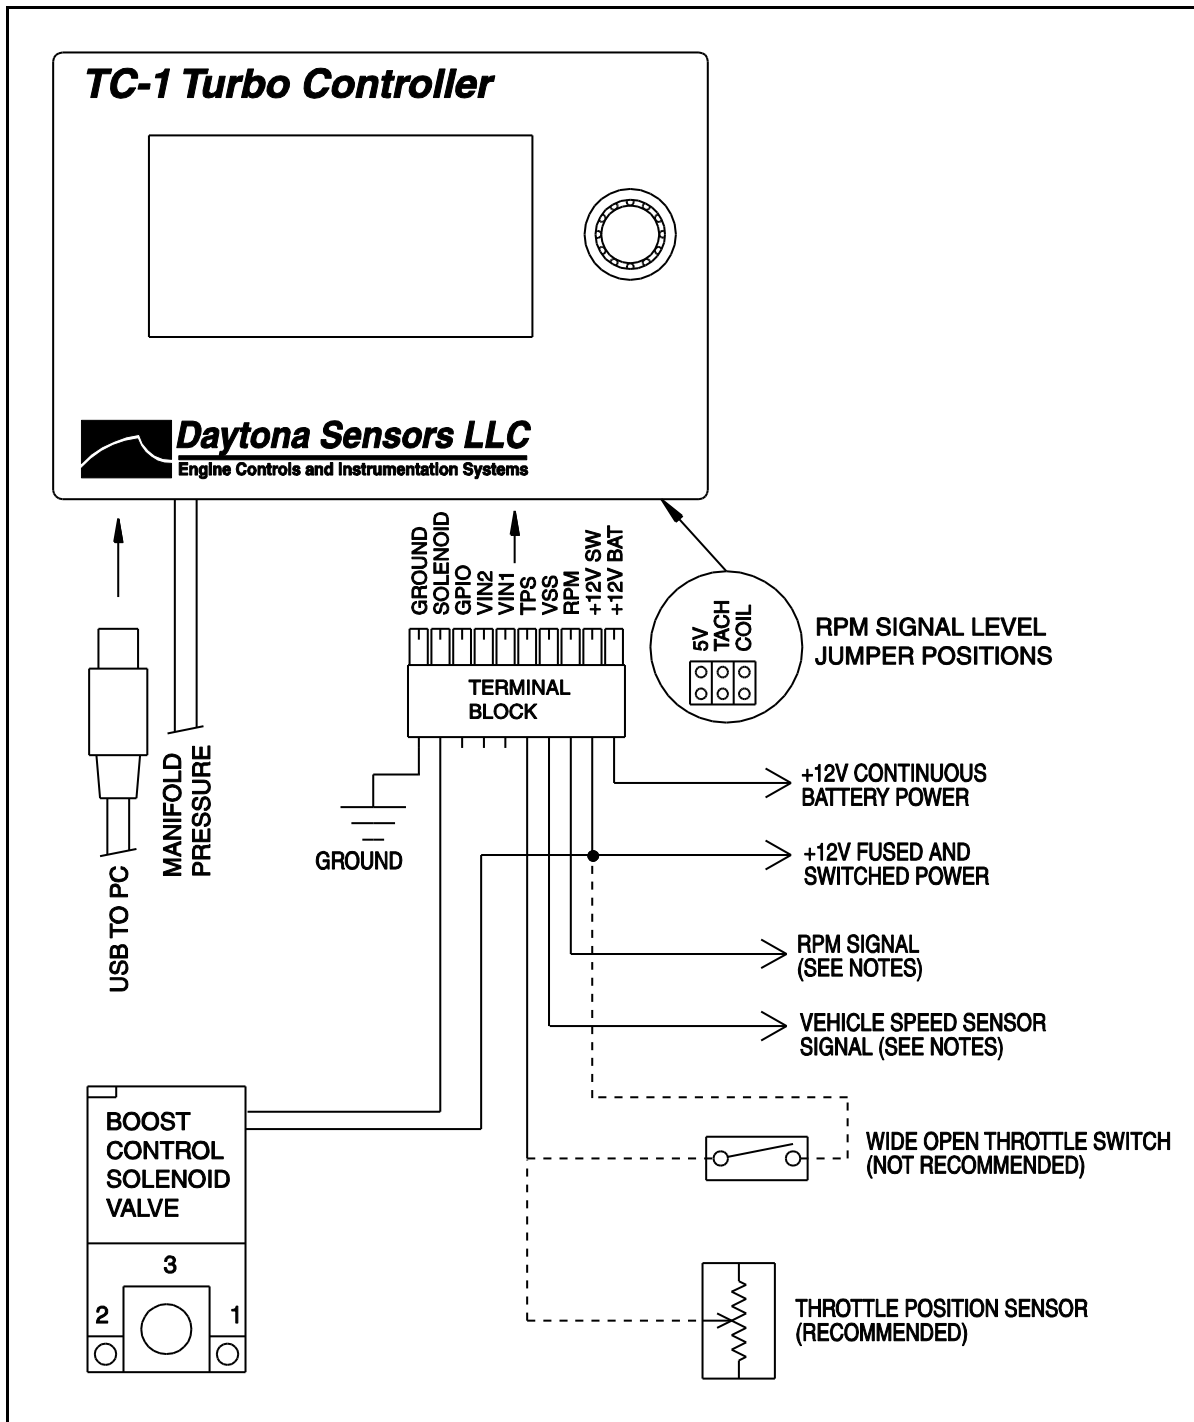 TC-1 Turbo Controller
Daytona Sensors LLC
Engine Controls and Instrumentation Systems
GROUND
SOLENOID
GPIO
VIN2
VIN1
TPS
VSS
RPM
+12V SW
+12V BAT
5V
TACH
COIL
RPM SIGNAL LEVEL
JUMPER POSITIONS
TERMINAL
BLOCK
MANIFOLD
PRESSURE
USB TO PC
GROUND
+12V CONTINUOUS
BATTERY POWER
+12V FUSED AND
SWITCHED POWER
RPM SIGNAL
(SEE NOTES)
VEHICLE SPEED SENSOR
SIGNAL (SEE NOTES)
BOOST
CONTROL
SOLENOID
VALVE
3
2
1
WIDE OPEN THROTTLE SWITCH
(NOT RECOMMENDED)
THROTTLE POSITION SENSOR
(RECOMMENDED)